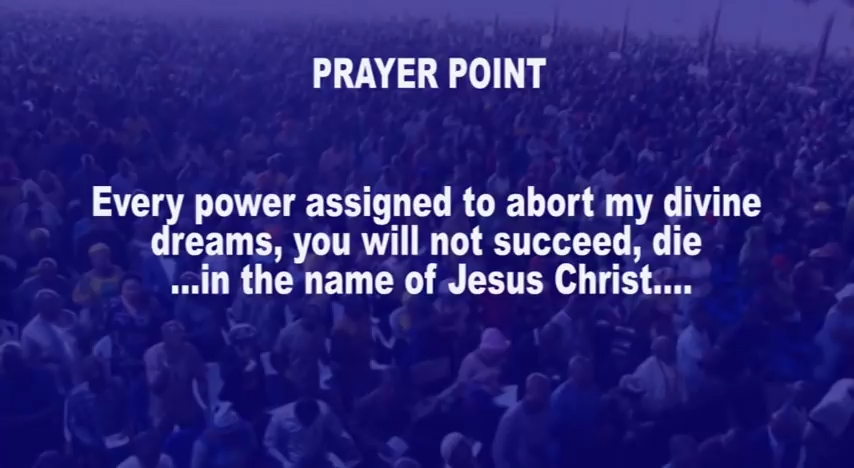 PRAYER POINT
Every power assigned to abort my divine
dreams, you will not succeed, die
...in the name of Jesus Christ....